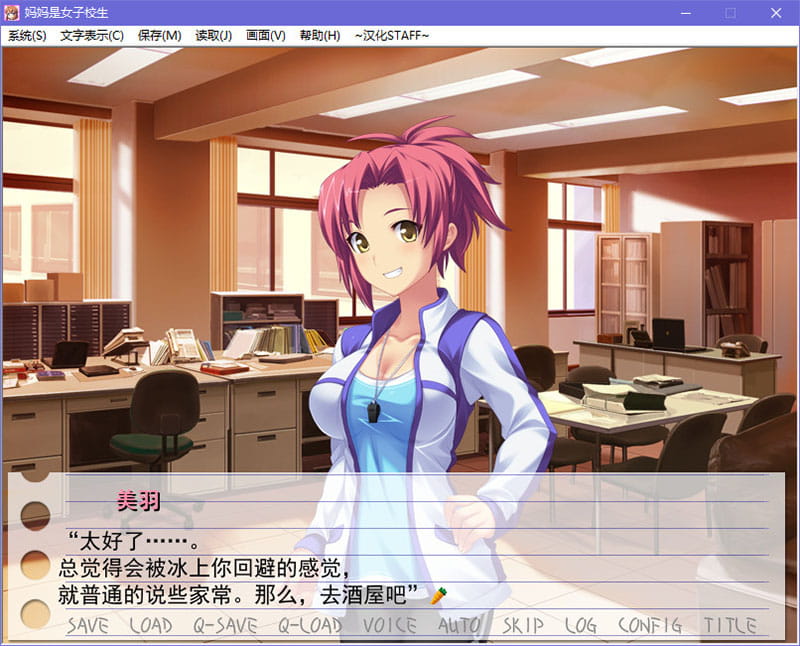 妈妈是女子校生
系统(S) 文字表示(C) 保存(M) 读取(J) 画面(V) 帮助(H) ~汉化STAFF~
美羽
“太好了……。
总觉得会被冰上你回避的感觉，
就普通的说些家常。那么，去酒屋吧”
SAVE LOAD Q-SAVE Q-LOAD VOICE AUTO SKIP LOG CONFIG TITLE